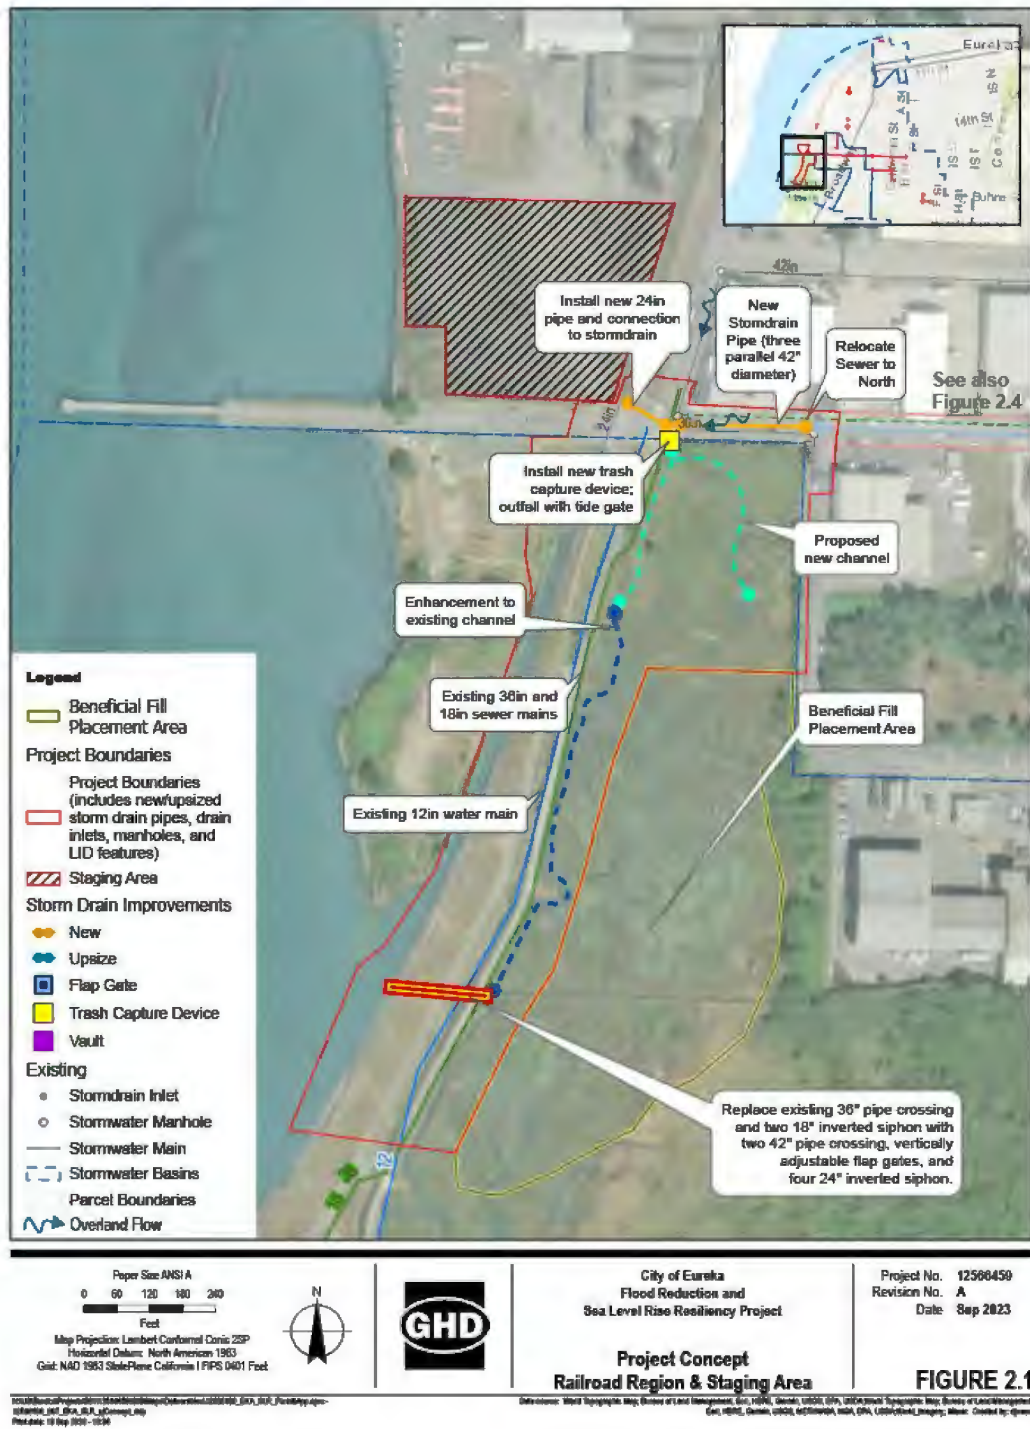 Eureka
14th St
Broadway
Buhne
42in
Install new 24in
pipe and connection
to stormdrain
New
Stormdrain
Pipe (three
parallel 42"
diameter)
Relocate
Sewer to
North
See also
Figure 2.4
24in
36in
Install new trash
capture device;
outfall with tide gate
Proposed
new channel
Enhancement to
existing channel
Existing 36in and
18in sewer mains
Beneficial Fill
Placement Area
Existing 12in water main
12
Replace existing 36" pipe crossing
and two 18" inverted siphon with
two 42" pipe crossing, vertically
adjustable flap gates, and
four 24" inverted siphon.
Legend
Beneficial Fill
Placement Area
Project Boundaries
Project Boundaries
(includes new/upsized
storm drain pipes, drain
inlets, manholes, and
LID features)
Staging Area
Storm Drain Improvements
New
Upsize
Flap Gate
Trash Capture Device
Vault
Existing
Stormdrain Inlet
Stormwater Manhole
Stormwater Main
Stormwater Basins
Parcel Boundaries
Overland Flow
Paper Size ANSI A
0 60 120 180 240
Feet
Map Projection: Lambert Conformal Conic 2SP
Horizontal Datum: North American 1983
Grid: NAD 1983 StatePlane California I FIPS 0401 Feet
N
GHD
City of Eureka
Flood Reduction and
Sea Level Rise Resiliency Project
Project Concept
Railroad Region & Staging Area
Project No. 12566459
Revision No. A
Date Sep 2023
FIGURE 2.1